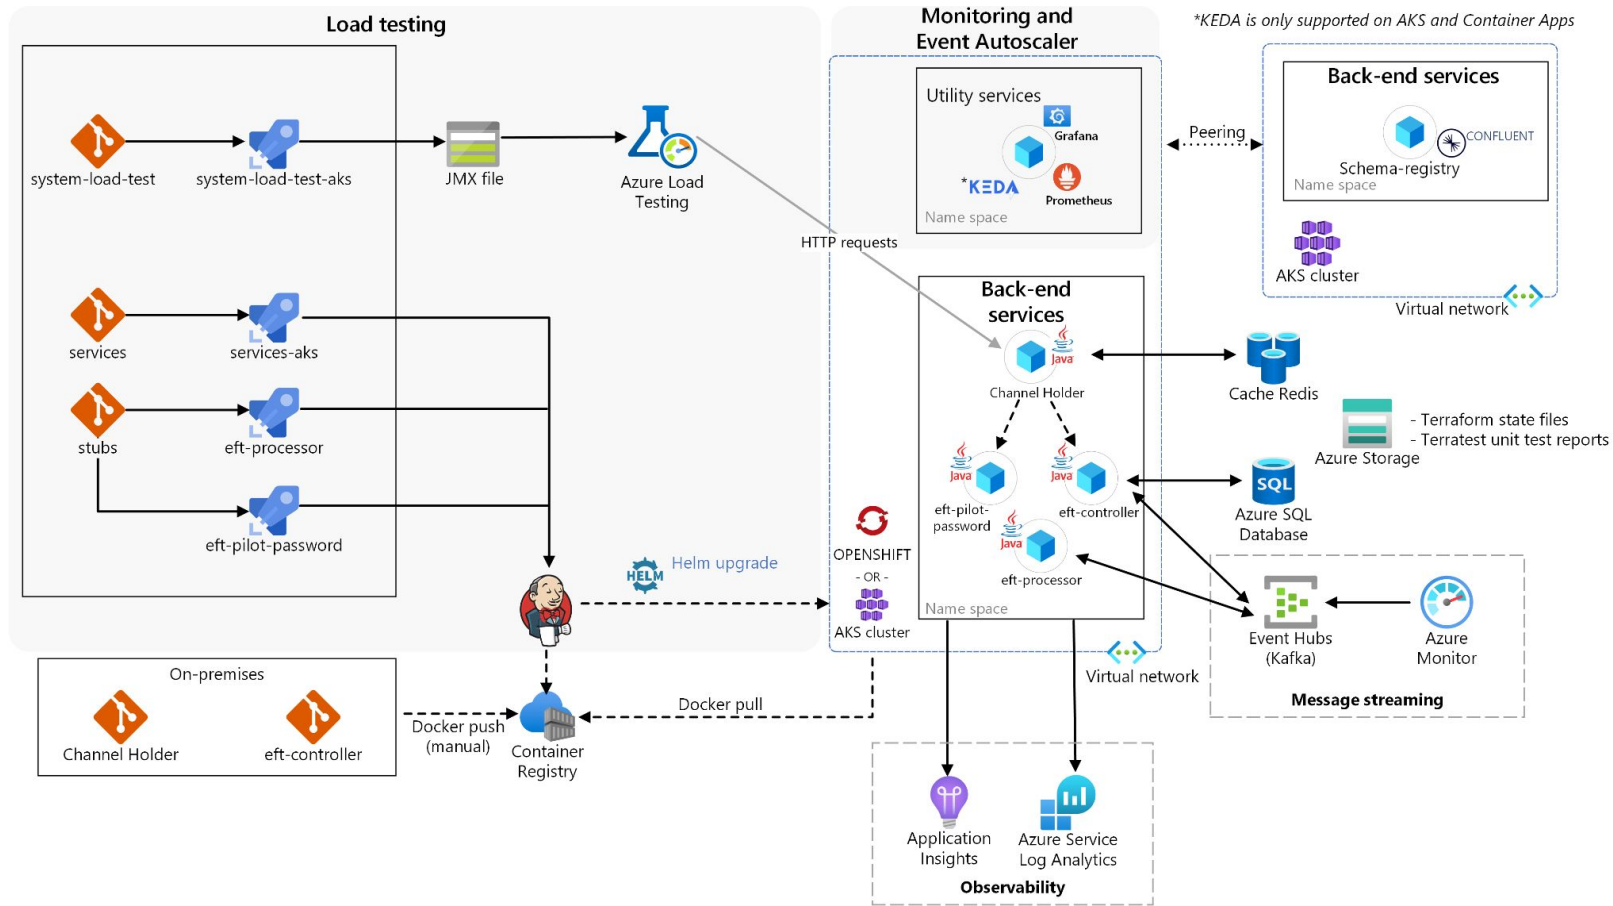 Load testing
Monitoring and
Event Autoscaler
*KEDA is only supported on AKS and Container Apps
system-load-test
system-load-test-aks
JMX file
Azure Load
Testing
HTTP requests
services
services-aks
stubs
eft-processor
eft-pilot-password
HELM
Helm upgrade
On-premises
Channel Holder
eft-controller
Docker push
(manual)
Container
Registry
Docker pull
Utility services
Grafana
*KEDA
Prometheus
Name space
Peering
Back-end services
CONFLUENT
Schema-registry
Name space
AKS cluster
Virtual network
Back-end
services
Java
Channel Holder
Java
eft-pilot-
password
Java
eft-controller
Java
eft-processor
Name space
OPENSHIFT
- OR -
AKS cluster
Virtual network
Cache Redis
Azure Storage
- Terraform state files
- Terratest unit test reports
SQL
Azure SQL
Database
Event Hubs
(Kafka)
Azure
Monitor
Message streaming
Application
Insights
Azure Service
Log Analytics
Observability